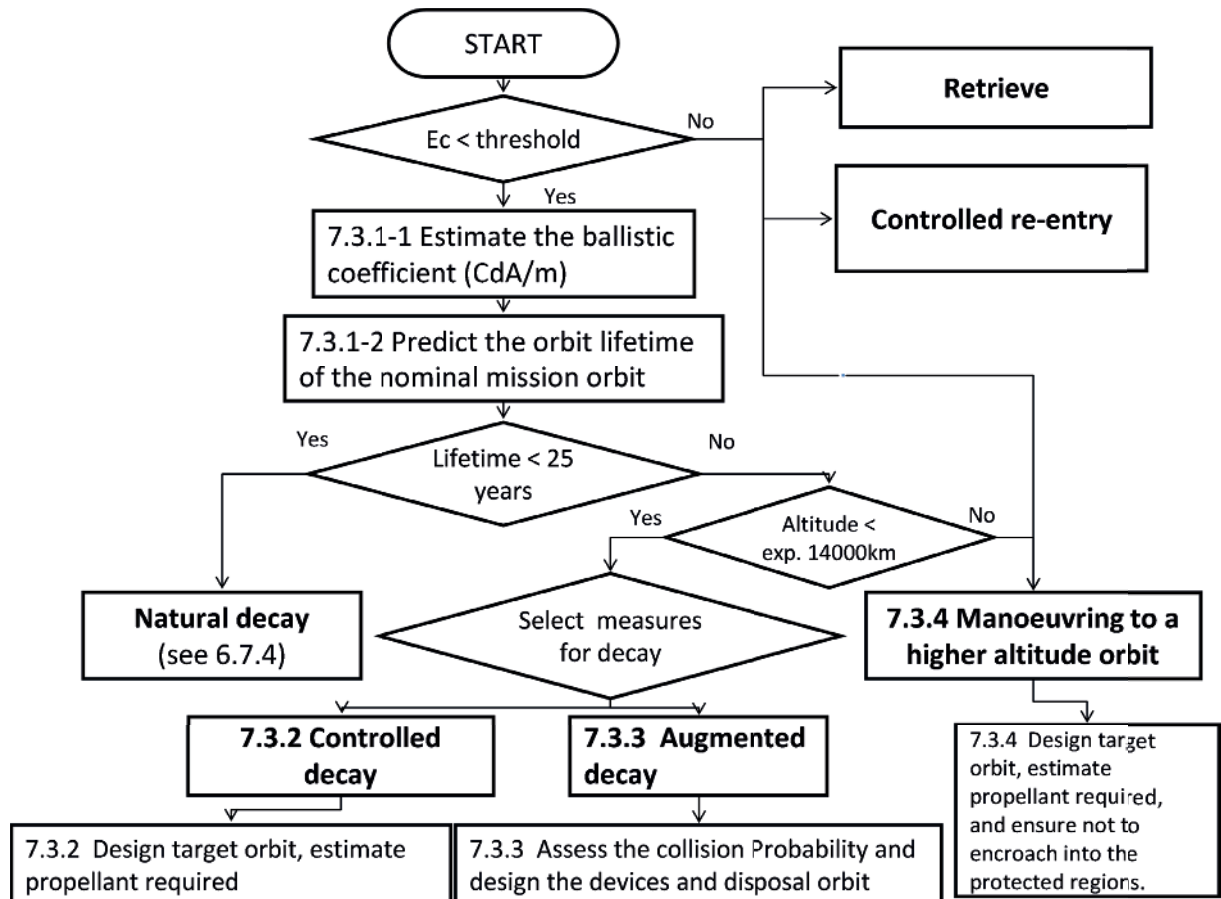 START
Retrieve
No
Ec < threshold
Controlled re-entry
Yes
7.3.1-1 Estimate the ballistic
coefficient (CdA/m)
7.3.1-2 Predict the orbit lifetime
of the nominal mission orbit
Yes
No
Lifetime < 25
years
Yes
Altitude <
exp. 14000km
No
Natural decay
(see 6.7.4)
Select measures
for decay
7.3.4 Manoeuvring to a
higher altitude orbit
7.3.2 Controlled
decay
7.3.3 Augmented
decay
7.3.4 Design target
orbit, estimate
propellant required,
and ensure not to
encroach into the
protected regions.
7.3.2 Design target orbit, estimate
propellant required
7.3.3 Assess the collision Probability and
design the devices and disposal orbit